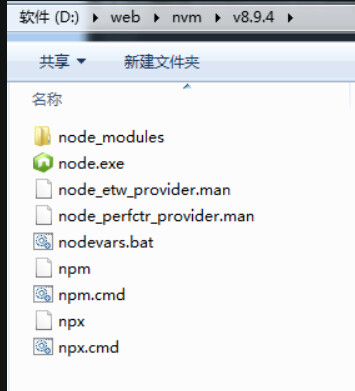 软件 (D:) ▸ web ▸ nvm ▸ v8.9.4 ▸
共享 ▼ 新建文件夹
名称
node_modules
node.exe
node_etw_provider.man
node_perfctr_provider.man
nodevars.bat
npm
npm.cmd
npx
npx.cmd